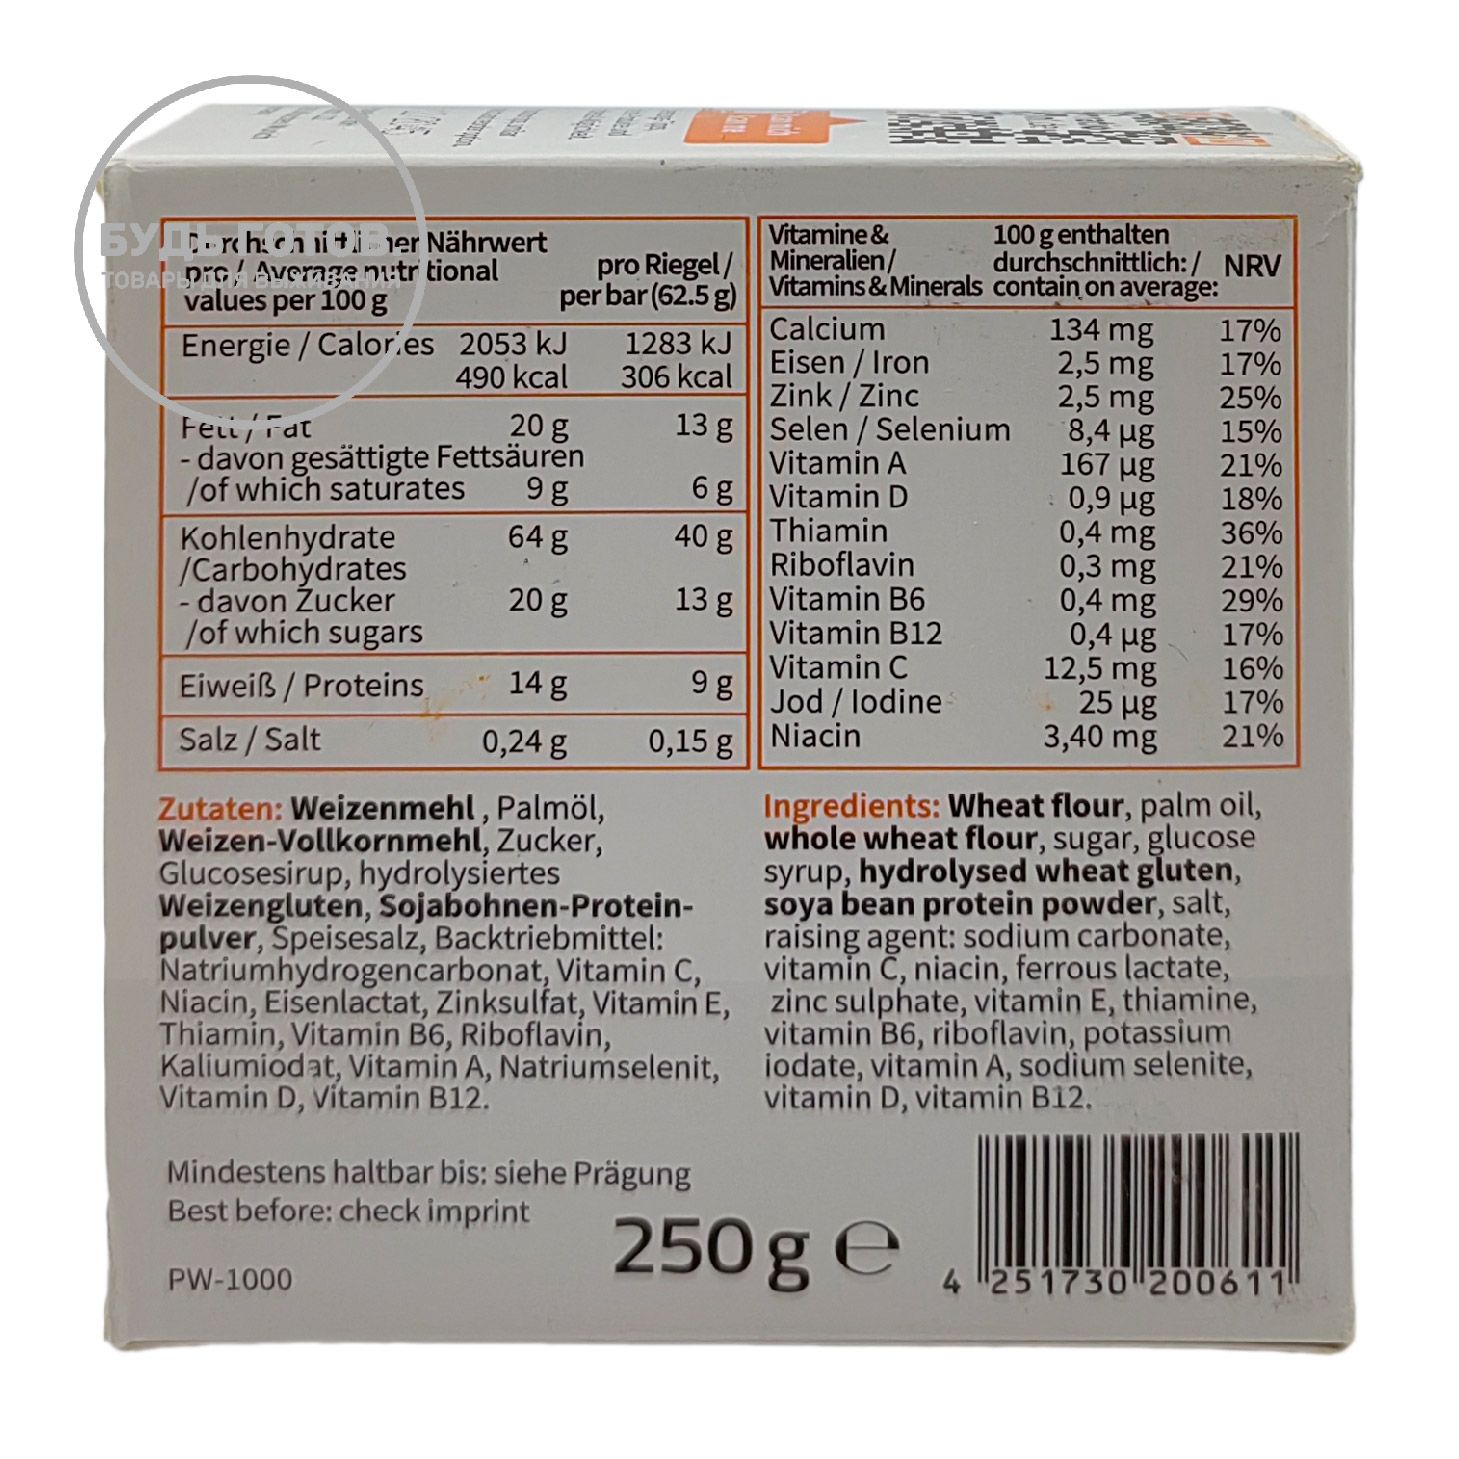 БУДЬ ГОТОВ
ТОВАРЫ ДЛЯ ВЫЖИВАНИЯ
Durchschnittlicher Nährwert
pro / Average nutritional
values per 100 g
pro Riegel /
per bar (62.5 g)
Energie / Calories 2053 kJ 1283 kJ
490 kcal 306 kcal
Fett / Fat 20 g 13 g
- davon gesättigte Fettsäuren
/of which saturates 9 g 6 g
Kohlenhydrate 64 g 40 g
/Carbohydrates
- davon Zucker 20 g 13 g
/of which sugars
Eiweiß / Proteins 14 g 9 g
Salz / Salt 0,24 g 0,15 g
Vitamine & 100 g enthalten
Mineralien / durchschnittlich: / NRV
Vitamins & Minerals contain on average:
Calcium 134 mg 17%
Eisen / Iron 2,5 mg 17%
Zink / Zinc 2,5 mg 25%
Selen / Selenium 8,4 µg 15%
Vitamin A 167 µg 21%
Vitamin D 0,9 µg 18%
Thiamin 0,4 mg 36%
Riboflavin 0,3 mg 21%
Vitamin B6 0,4 mg 29%
Vitamin B12 0,4 µg 17%
Vitamin C 12,5 mg 16%
Jod / Iodine 25 µg 17%
Niacin 3,40 mg 21%
Zutaten: Weizenmehl , Palmöl,
Weizen-Vollkornmehl, Zucker,
Glucosesirup, hydrolysiertes
Weizengluten, Sojabohnen-Protein-
pulver, Speisesalz, Backtriebmittel:
Natriumhydrogencarbonat, Vitamin C,
Niacin, Eisenlactat, Zinksulfat, Vitamin E,
Thiamin, Vitamin B6, Riboflavin,
Kaliumiodat, Vitamin A, Natriumselenit,
Vitamin D, Vitamin B12.
Ingredients: Wheat flour, palm oil,
whole wheat flour, sugar, glucose
syrup, hydrolysed wheat gluten,
soya bean protein powder, salt,
raising agent: sodium carbonate,
vitamin C, niacin, ferrous lactate,
zinc sulphate, vitamin E, thiamine,
vitamin B6, riboflavin, potassium
iodate, vitamin A, sodium selenite,
vitamin D, vitamin B12.
Mindestens haltbar bis: siehe Prägung
Best before: check imprint
PW-1000
250 g ℮
4 251730 200611